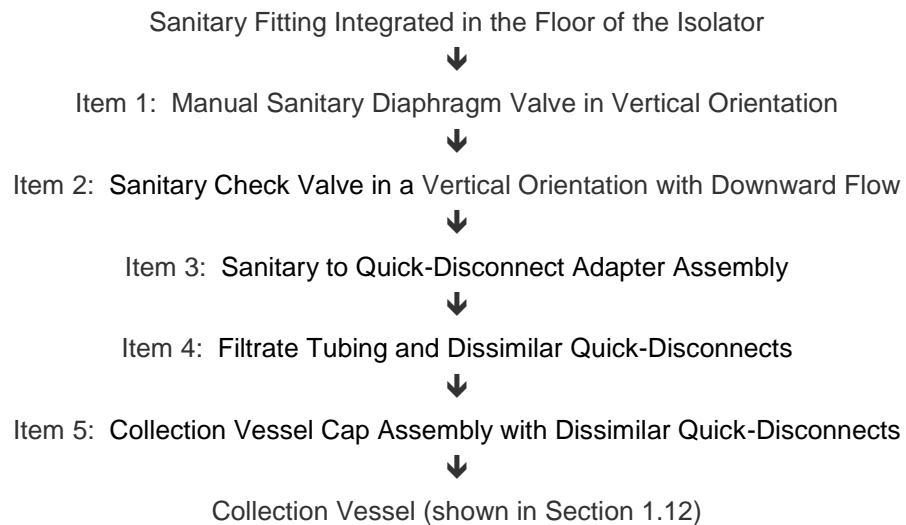 Sanitary Fitting Integrated in the Floor of the Isolator
Item 1: Manual Sanitary Diaphragm Valve in Vertical Orientation
Item 2: Sanitary Check Valve in a Vertical Orientation with Downward Flow
Item 3: Sanitary to Quick-Disconnect Adapter Assembly
Item 4: Filtrate Tubing and Dissimilar Quick-Disconnects
Item 5: Collection Vessel Cap Assembly with Dissimilar Quick-Disconnects
Collection Vessel (shown in Section 1.12)